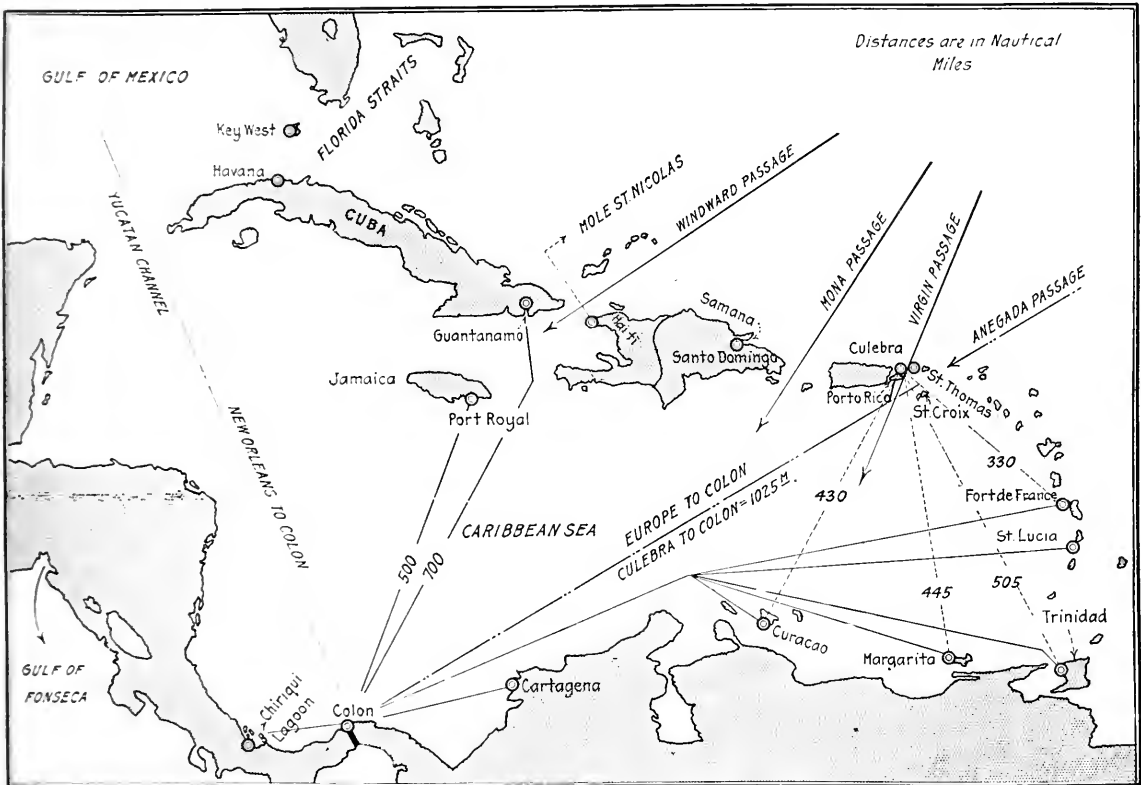 Distances are in Nautical
Miles
GULF OF MEXICO
FLORIDA STRAITS
Key West
Havana
CUBA
YUCATAN CHANNEL
MOLE ST. NICOLAS
WINDWARD PASSAGE
MONA PASSAGE
VIRGIN PASSAGE
ANEGADA PASSAGE
Guantanamo
Haiti
Samana
Santo Domingo
Culebra
Porto Rico
St. Thomas
St. Croix
Jamaica
Port Royal
NEW ORLEANS TO COLON
CARIBBEAN SEA
EUROPE TO COLON
CULEBRA TO COLON = 1025 M.
500
700
430
330
445
505
Fort de France
St. Lucia
Trinidad
Curacao
Margarita
Cartagena
GULF OF
FONSECA
Chiriqui
Lagoon
Colon